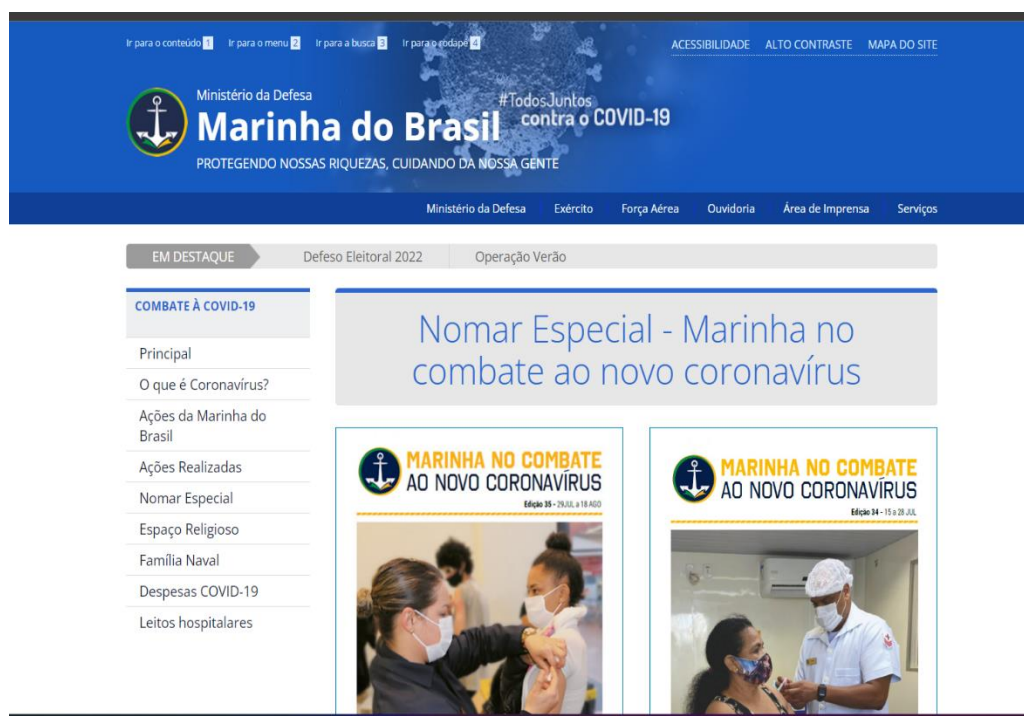 Ir para o conteúdo 1 Ir para o menu 2 Ir para a busca 3 Ir para o rodapé 4
ACESSIBILIDADE ALTO CONTRASTE MAPA DO SITE
Ministério da Defesa
Marinha do Brasil
PROTEGENDO NOSSAS RIQUEZAS, CUIDANDO DA NOSSA GENTE
#TodosJuntos
contra o COVID-19
Ministério da Defesa Exército Força Aérea Ouvidoria Área de Imprensa Serviços
EM DESTAQUE Defeso Eleitoral 2022 Operação Verão
COMBATE À COVID-19
Principal
O que é Coronavírus?
Ações da Marinha do
Brasil
Ações Realizadas
Nomar Especial
Espaço Religioso
Família Naval
Despesas COVID-19
Leitos hospitalares
Nomar Especial - Marinha no
combate ao novo coronavírus
MARINHA NO COMBATE
AO NOVO CORONAVÍRUS
Edição 35 - 29JUL a 18 AGO
MARINHA NO COMBATE
AO NOVO CORONAVÍRUS
Edição 34 - 15 a 28 JUL